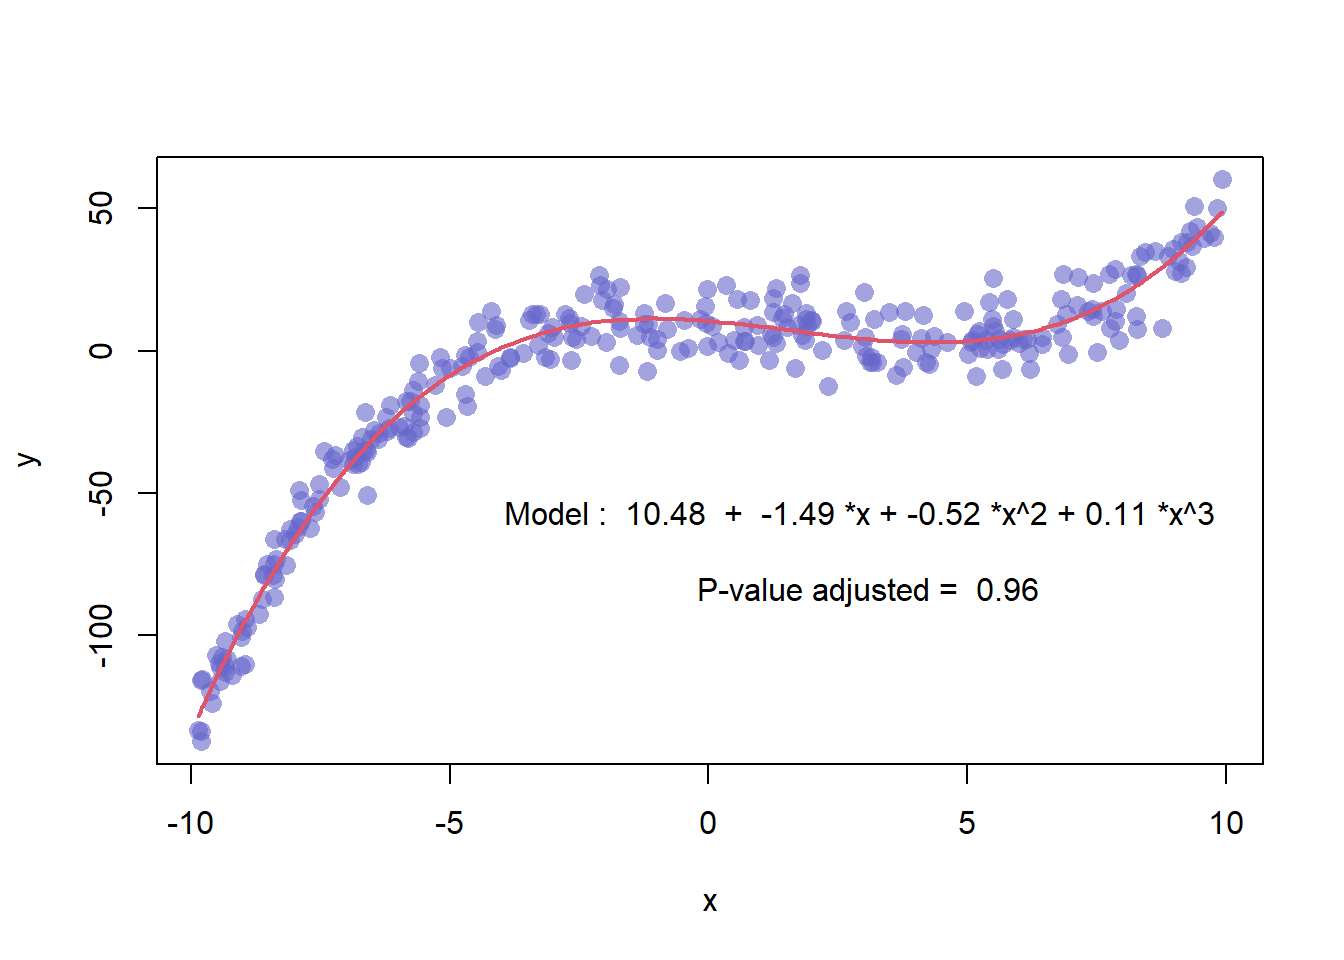 50
0
-50
-100
y
Model :  10.48  +  -1.49 *x + -0.52 *x^2 + 0.11 *x^3
P-value adjusted =  0.96
-10 -5 0 5 10
x